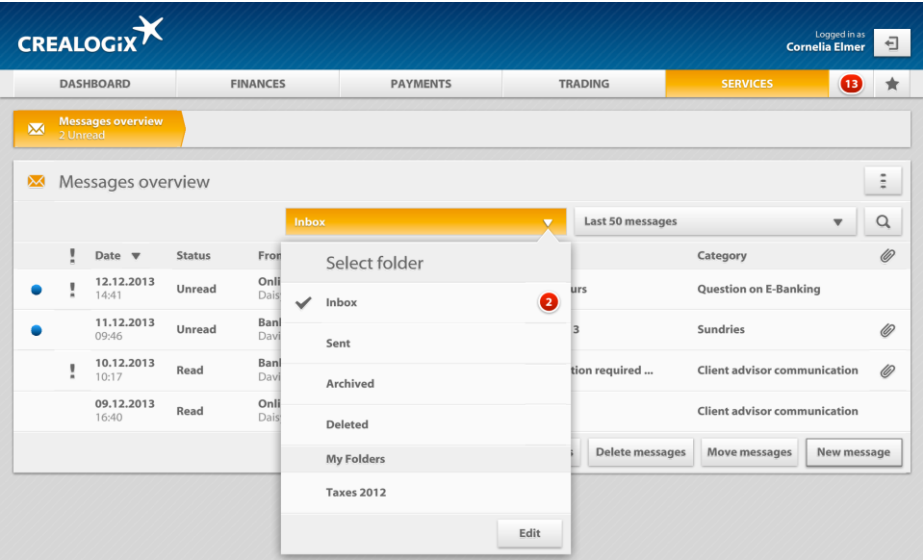 CREALOGiX
Logged in as
Cornelia Elmer
DASHBOARD
FINANCES
PAYMENTS
TRADING
SERVICES
13
Messages overview
2 Unread
Messages overview
Inbox
Last 50 messages
! Date Status Category
Select folder
12.12.2013
14:41
! Unread
Question on E-Banking
Inbox 2
11.12.2013
09:46
Unread
3 Sundries
Sent
10.12.2013
10:17
! Read
tion required ... Client advisor communication
Archived
09.12.2013
16:40
Read
Client advisor communication
Deleted
My Folders
Taxes 2012
Edit
Delete messages
Move messages
New message